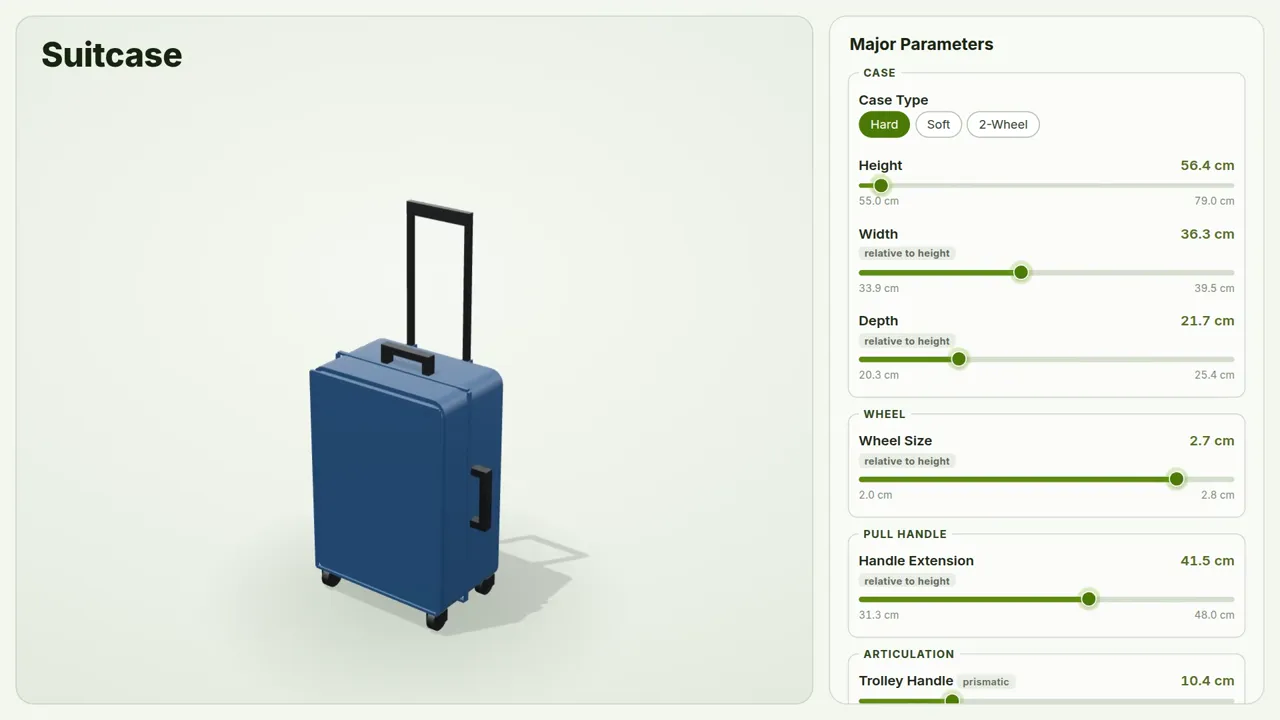 Suitcase
Major Parameters
CASE
Case Type
Hard Soft 2-Wheel
Height 56.4 cm
55.0 cm 79.0 cm
Width 36.3 cm
relative to height
33.9 cm 39.5 cm
Depth 21.7 cm
relative to height
20.3 cm 25.4 cm
WHEEL
Wheel Size 2.7 cm
relative to height
2.0 cm 2.8 cm
PULL HANDLE
Handle Extension 41.5 cm
relative to height
31.3 cm 48.0 cm
ARTICULATION
Trolley Handle prismatic 10.4 cm